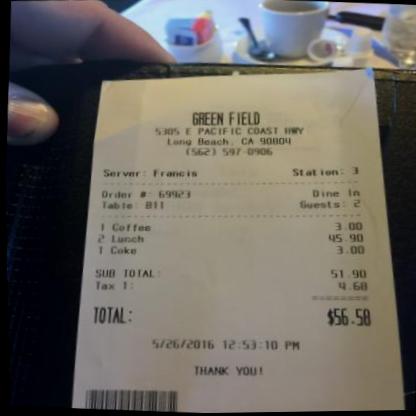 GREEN FIELD
5305 E PACIFIC COAST HWY
Long Beach, CA 90804
(562) 597-0906
Server: Francis Station: 3
Order #: 69923 Dine In
Table: B11 Guests: 2
1 Coffee 3.00
2 Lunch 45.90
1 Coke 3.00
SUB TOTAL: 51.90
Tax 1: 4.68
TOTAL: $56.58
5/26/2016 12:53:10 PM
THANK YOU!